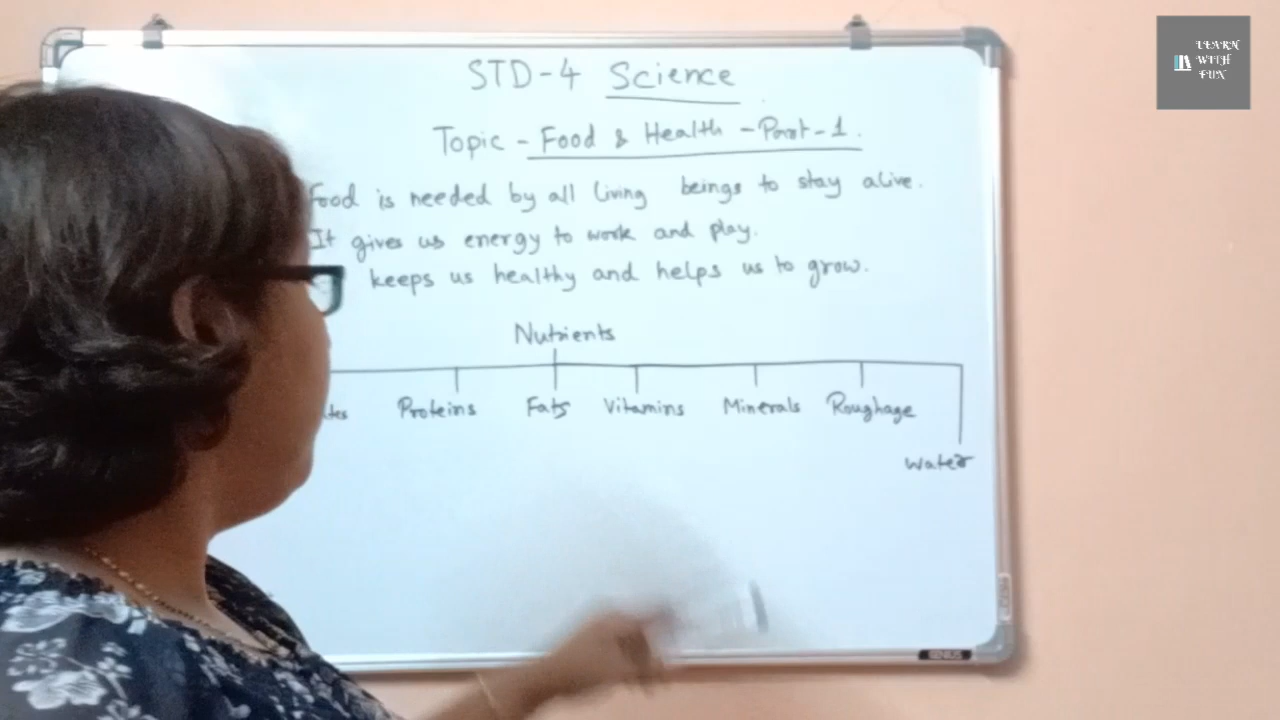 STD-4 Science
Topic - Food & Health - Part-1.
Food is needed by all living beings to stay alive.
It gives us energy to work and play.
keeps us healthy and helps us to grow.
Nutrients
tes Proteins Fats Vitamins Minerals Roughage
water
LEARN
WITH
FUN
GENIUS